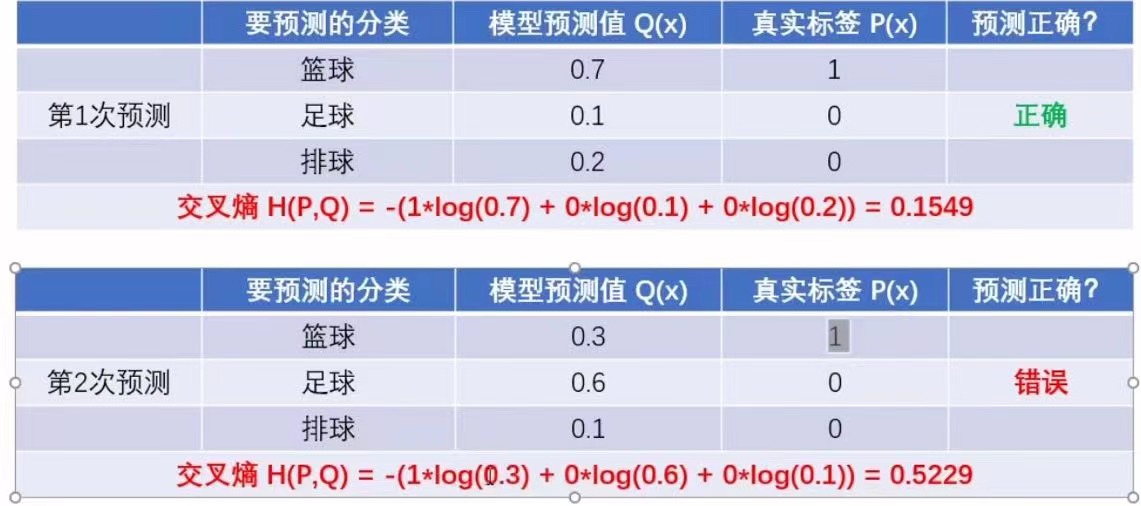 要预测的分类 模型预测值 Q(x) 真实标签 P(x) 预测正确?
篮球 0.7 1
第1次预测 足球 0.1 0 正确
排球 0.2 0
交叉熵 H(P,Q) = -(1*log(0.7) + 0*log(0.1) + 0*log(0.2)) = 0.1549
要预测的分类 模型预测值 Q(x) 真实标签 P(x) 预测正确?
篮球 0.3 1
第2次预测 足球 0.6 0 错误
排球 0.1 0
交叉熵 H(P,Q) = -(1*log(0.3) + 0*log(0.6) + 0*log(0.1)) = 0.5229